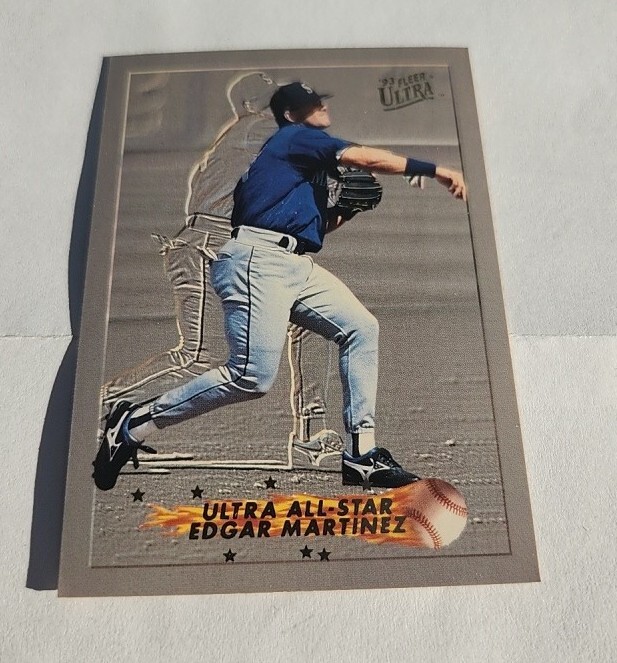 '93 FLEER
ULTRA
S
ULTRA ALL-STAR
EDGAR MARTINEZ